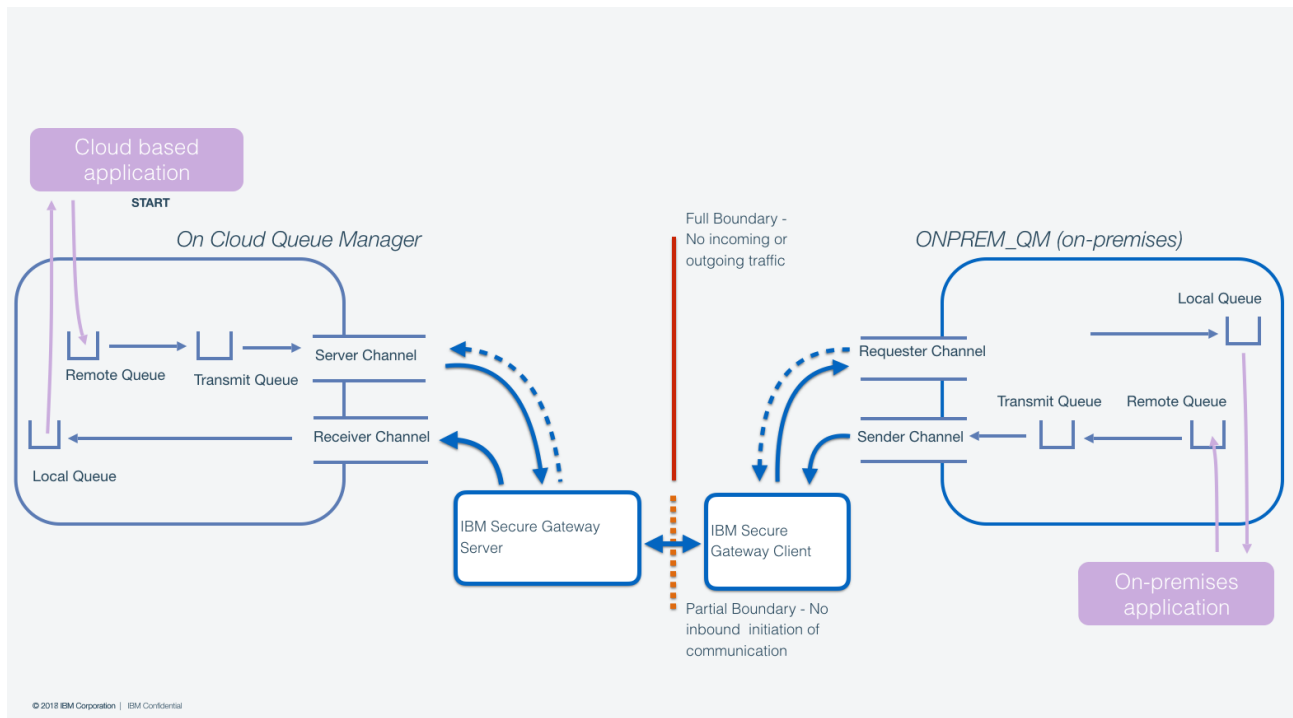 Cloud based
application
START
On Cloud Queue Manager
Full Boundary -
No incoming or
outgoing traffic
ONPREM_QM (on-premises)
Local Queue
Server Channel
Requester Channel
Remote Queue
Transmit Queue
Transmit Queue
Remote Queue
Receiver Channel
Sender Channel
Local Queue
IBM Secure Gateway
Server
IBM Secure
Gateway Client
On-premises
application
Partial Boundary - No
inbound initiation of
communication
© 2018 IBM Corporation | IBM Confidential